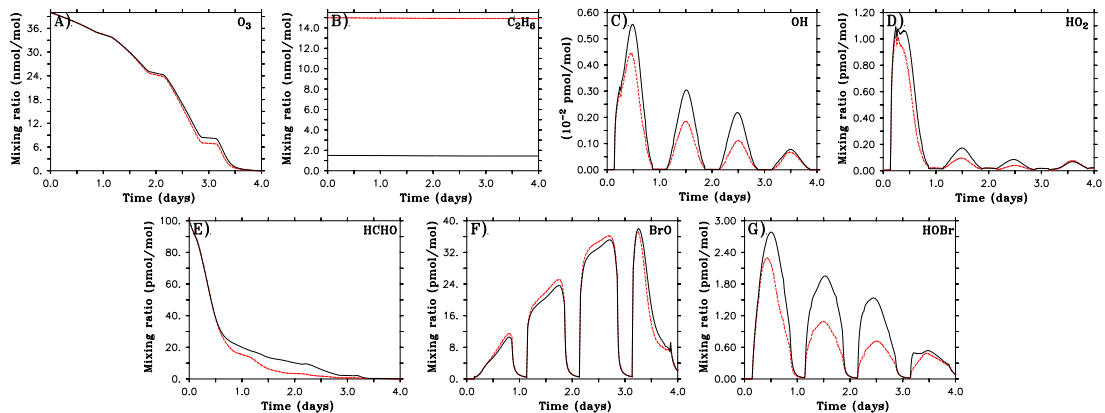 A).
O3
Mixing ratio (nmol/mol)
40.
30.
24.
18.
12.
6.
0.
0.0 1.0 2.0 3.0 4.0
Time (days)
B).
C2H6
Mixing ratio (nmol/mol)
14.0
12.0
10.0
8.0
6.0
4.0
2.0
0.0
0.0 1.0 2.0 3.0 4.0
Time (days)
C)
OH
(10⁻² pmol/mol)
0.60
0.50
0.40
0.30
0.20
0.10
0.00
0.0 1.0 2.0 3.0 4.0
Time (days)
D)
HO2
Mixing ratio (pmol/mol)
1.20
1.00
0.80
0.60
0.40
0.20
0.00
0.0 1.0 2.0 3.0 4.0
Time (days)
E).
HCHO
Mixing ratio (pmol/mol)
100.
80.
60.
40.
20.
0.
0.0 1.0 2.0 3.0 4.0
Time (days)
F).
BrO
Mixing ratio (pmol/mol)
40.
32.
24.
16.
8.
0.
0.0 1.0 2.0 3.0 4.0
Time (days)
G)
HOBr
Mixing ratio (pmol/mol)
3.00
2.40
1.80
1.20
0.60
0.00
0.0 1.0 2.0 3.0 4.0
Time (days)